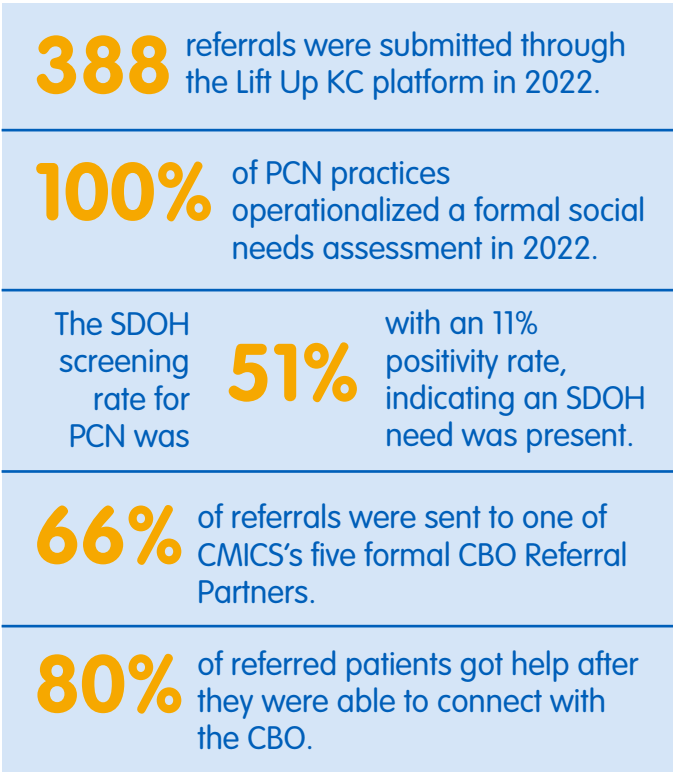 388 referrals were submitted through
the Lift Up KC platform in 2022.
100% of PCN practices
operationalized a formal social
needs assessment in 2022.
The SDOH
screening
rate for
PCN was
51%
with an 11%
positivity rate,
indicating an SDOH
need was present.
66% of referrals were sent to one of
CMICS's five formal CBO Referral
Partners.
80% of referred patients got help after
they were able to connect with
the CBO.